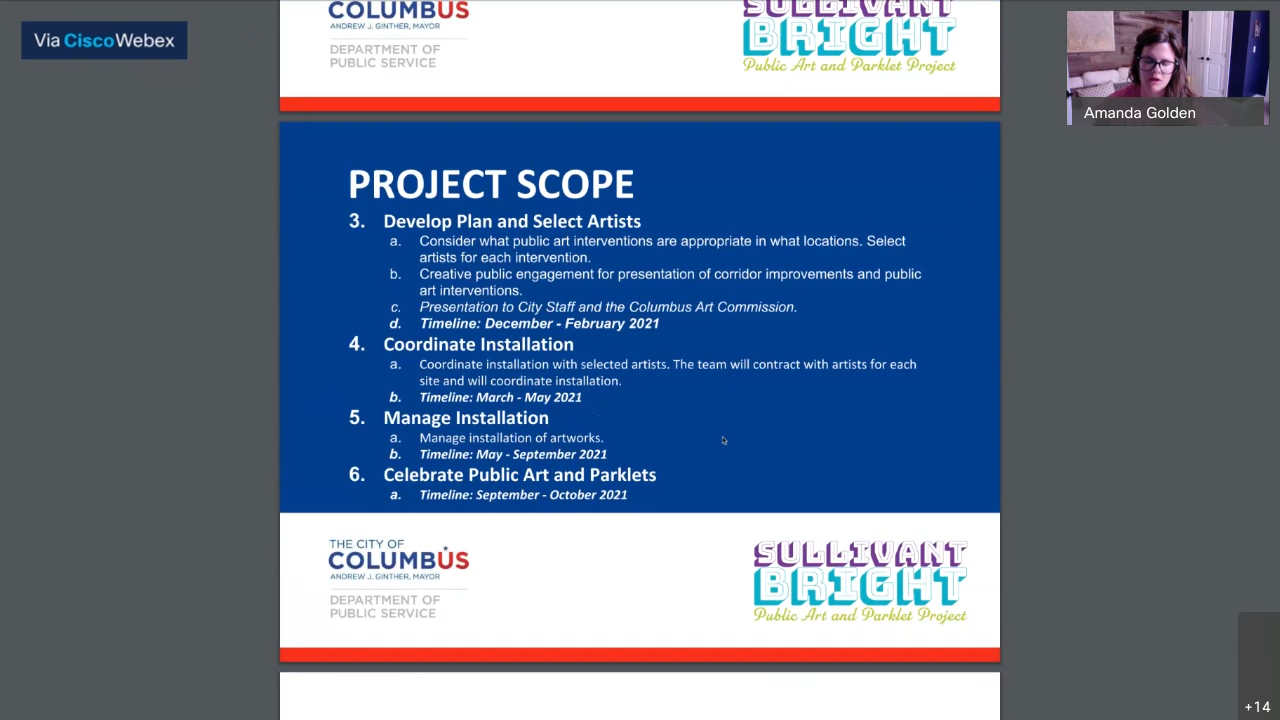 Via Cisco Webex
COLUMBUS
ANDREW J. GINTHER, MAYOR
DEPARTMENT OF
PUBLIC SERVICE
SULLIVANT
BRIGHT
Public Art and Parklet Project
Amanda Golden
PROJECT SCOPE
3. Develop Plan and Select Artists
a. Consider what public art interventions are appropriate in what locations. Select
artists for each intervention.
b. Creative public engagement for presentation of corridor improvements and public
art interventions.
c. Presentation to City Staff and the Columbus Art Commission.
d. Timeline: December - February 2021
4. Coordinate Installation
a. Coordinate installation with selected artists. The team will contract with artists for each
site and will coordinate installation.
b. Timeline: March - May 2021
5. Manage Installation
a. Manage installation of artworks.
b. Timeline: May - September 2021
6. Celebrate Public Art and Parklets
a. Timeline: September - October 2021
THE CITY OF
COLUMBUS
ANDREW J. GINTHER, MAYOR
DEPARTMENT OF
PUBLIC SERVICE
SULLIVANT
BRIGHT
Public Art and Parklet Project
+14